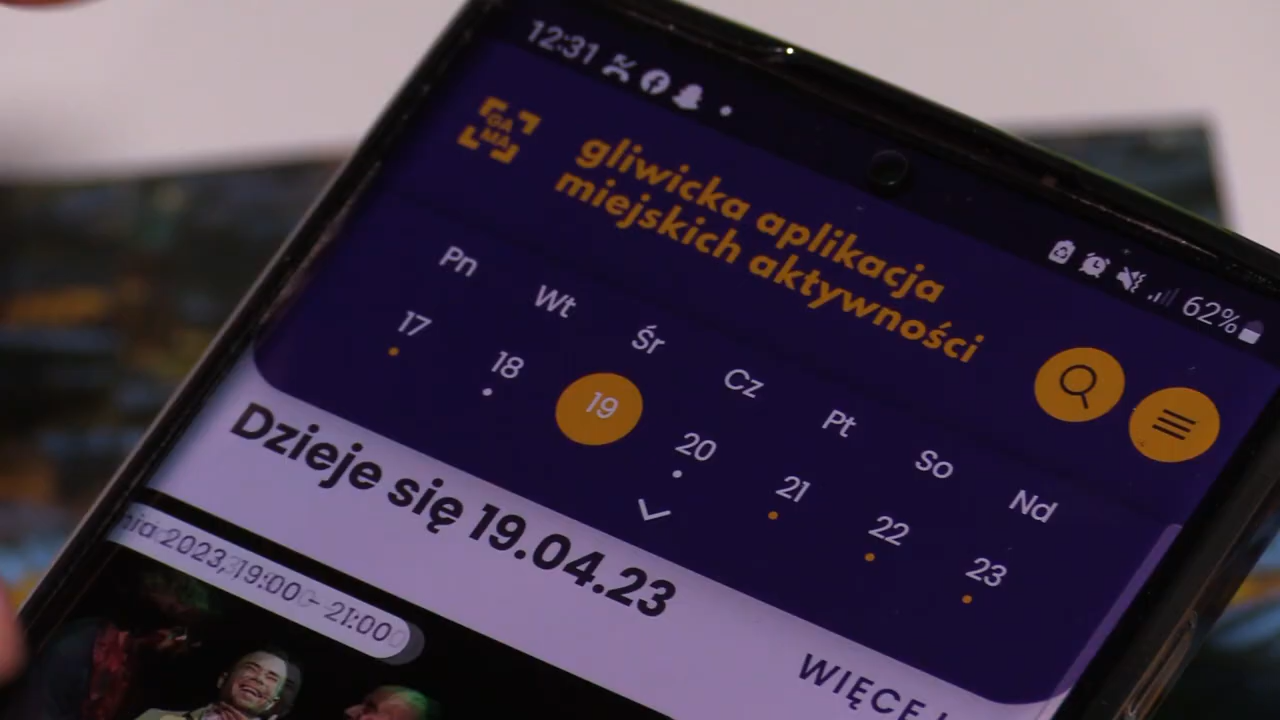 12:31
62%
GA
MA
gliwicka aplikacja
miejskich aktywności
Pn Wt Śr Cz Pt So Nd
17 18 19 20 21 22 23
Dzieje się 19.04.23
2023, 19:00 - 21:00
WIĘCEJ